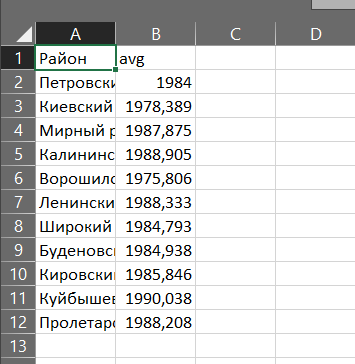 A B C D
1 Район avg
2 Петровски 1984
3 Киевский 1978,389
4 Мирный р 1987,875
5 Калининс 1988,905
6 Ворошило 1975,806
7 Ленински 1988,333
8 Широкий 1984,793
9 Буденовс 1984,938
10 Кировски 1985,846
11 Куйбышев 1990,038
12 Пролетарс 1988,208
13